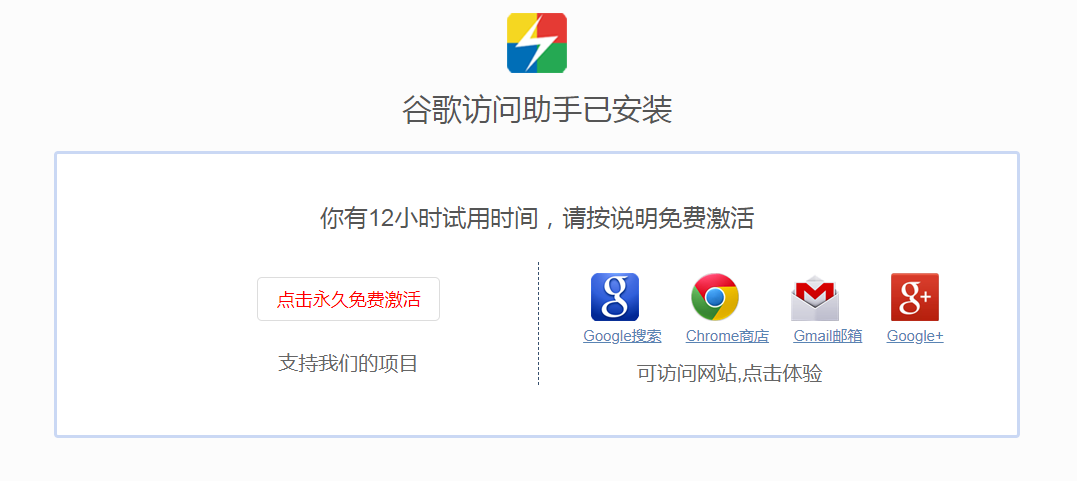 谷歌访问助手已安装
你有12小时试用时间，请按说明免费激活
点击永久免费激活
支持我们的项目
Google搜索 Chrome商店 Gmail邮箱 Google+
可访问网站,点击体验